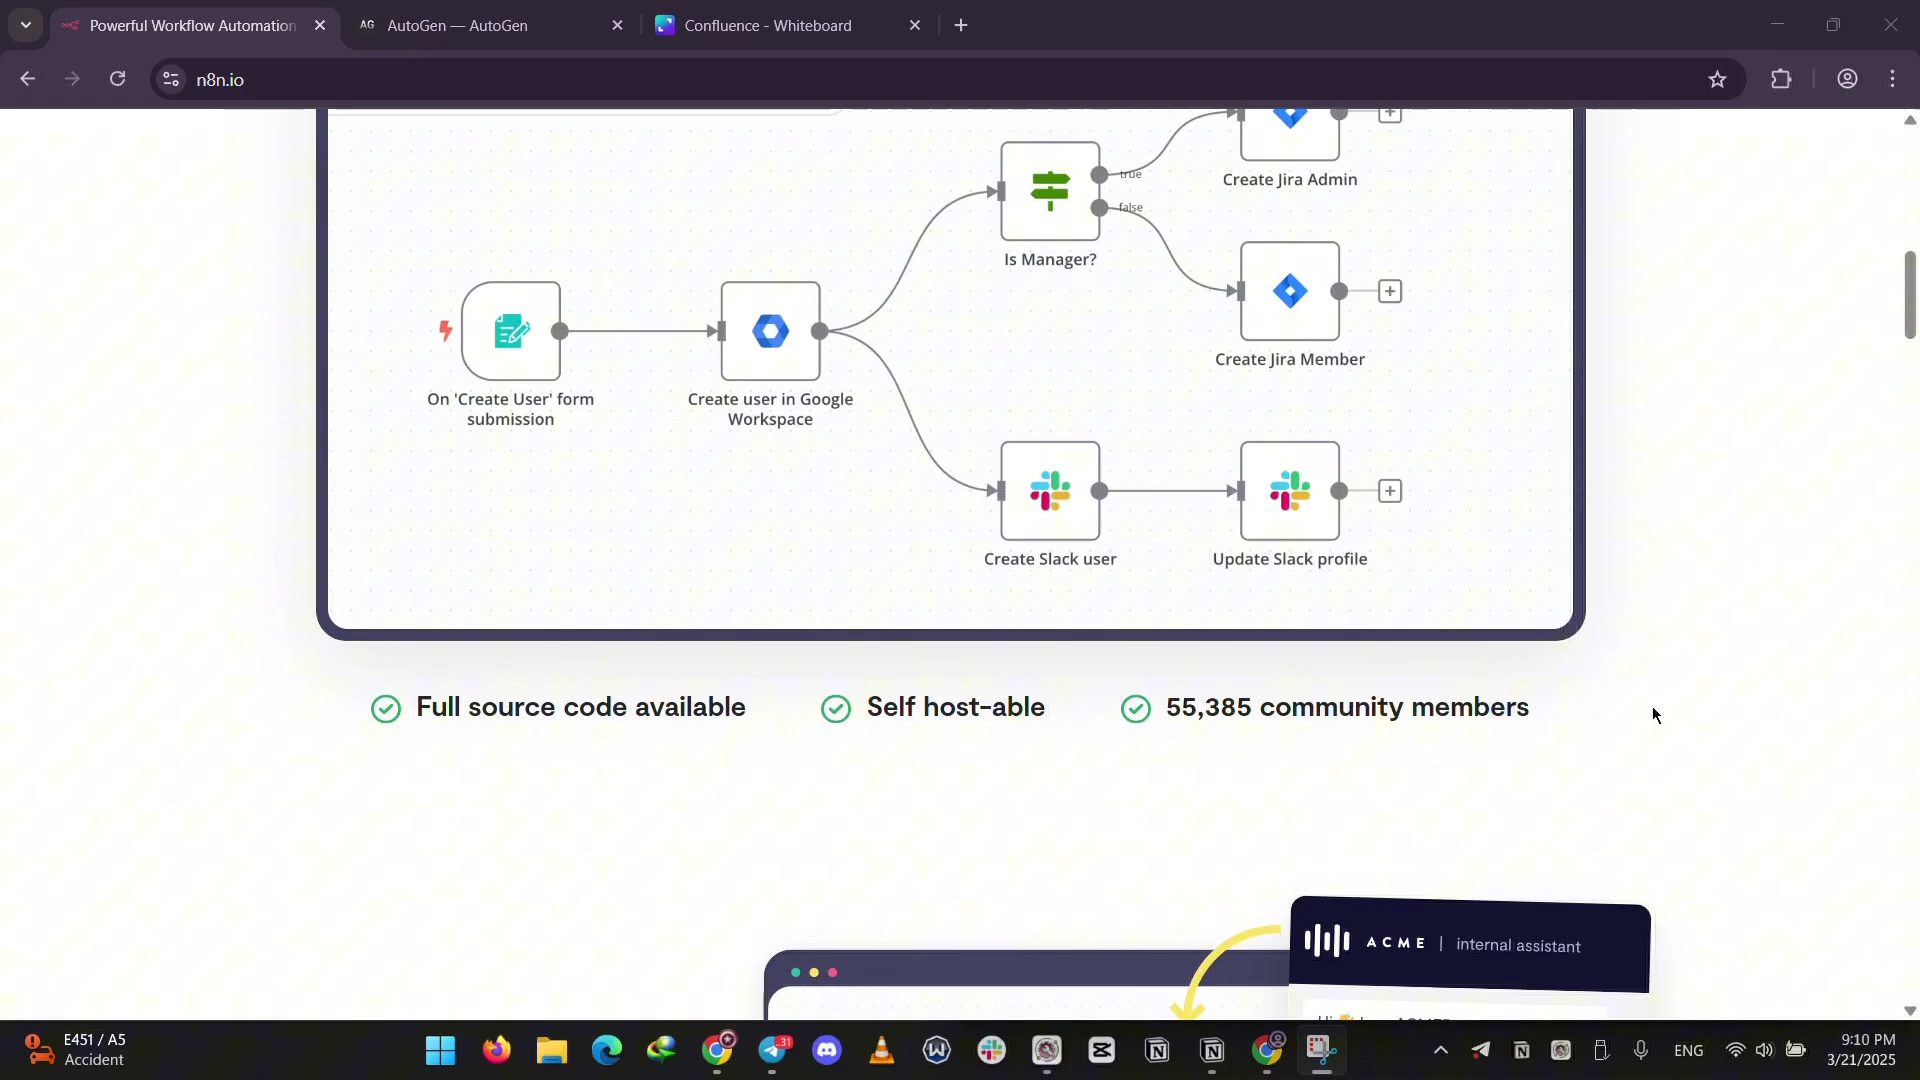 Powerful Workflow Automation
AG AutoGen — AutoGen
Confluence - Whiteboard
n8n.io
true
Create Jira Admin
false
Is Manager?
Create Jira Member
On 'Create User' form
submission
Create user in Google
Workspace
Create Slack user
Update Slack profile
Full source code available
Self host-able
55,385 community members
ACME | internal assistant
E451 / A5
Accident
31
ENG
9:10 PM
3/21/2025